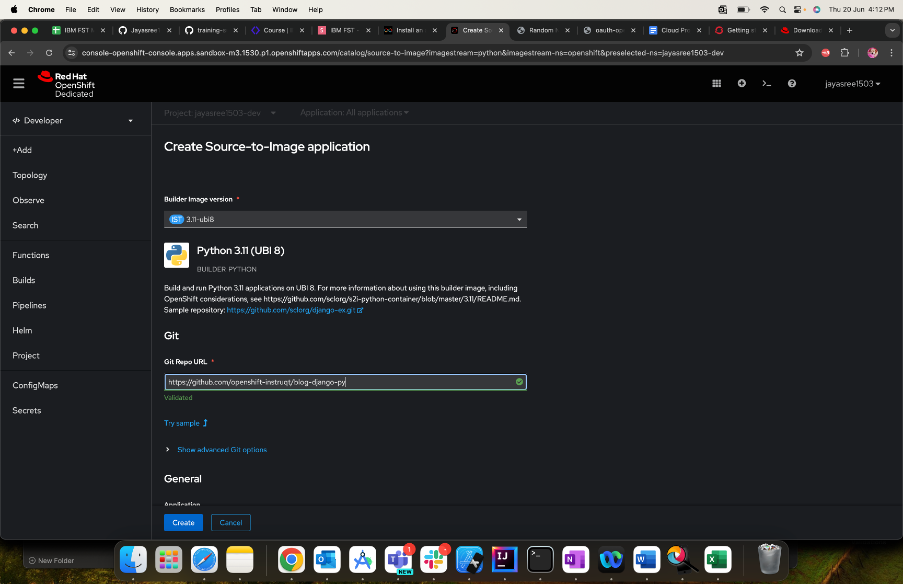 Chrome File Edit View History Bookmarks Profiles Tab Window Help Thu 20 Jun 4:12 PM
IBM FST Jayasree1 training- Course | IBM FST - Install an Create So Random oauth-op Cloud Pr Getting s Download
console-openshift-console.apps.sandbox-m3.1530.p1.openshiftapps.com/catalog/source-to-image?imagestream=python&imagestream-ns=openshift&preselected-ns=jayasree1503-dev
Red Hat
OpenShift
Dedicated
jayasree1503
Developer
Project: jayasree1503-dev Application: All applications
+Add
Topology
Observe
Search
Functions
Builds
Pipelines
Helm
Project
ConfigMaps
Secrets
Create Source-to-Image application
Builder Image version *
IST 3.11-ubi8
Python 3.11 (UBI 8)
BUILDER PYTHON
Build and run Python 3.11 applications on UBI 8. For more information about using this builder image, including
OpenShift considerations, see https://github.com/sclorg/s2i-python-container/blob/master/3.11/README.md.
Sample repository: https://github.com/sclorg/django-ex.git
Git
Git Repo URL *
https://github.com/openshift-instruqt/blog-django-py
Validated
Try sample
Show advanced Git options
General
Application
Create Cancel
New Folder
NEW
1